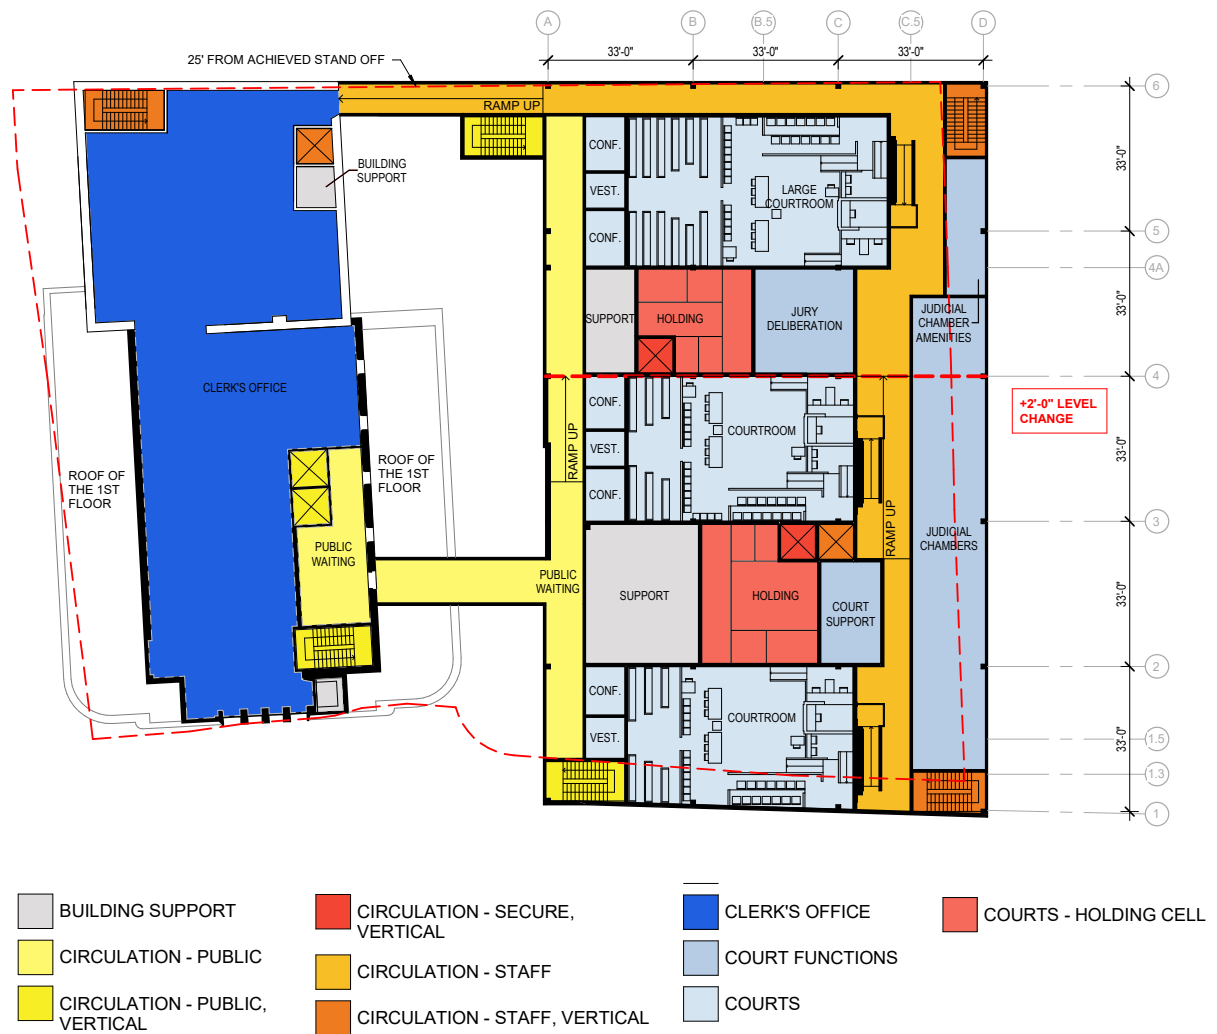 A
B
B.5
C
C.5
D
33'-0"
33'-0"
33'-0"
25' FROM ACHIEVED STAND OFF
6
RAMP UP
CONF.
BUILDING
SUPPORT
VEST.
LARGE
COURTROOM
CONF.
33'-0"
5
4A
SUPPORT
HOLDING
JURY
DELIBERATION
JUDICIAL
CHAMBER
AMENITIES
33'-0"
4
CLERK'S OFFICE
+2'-0" LEVEL
CHANGE
CONF.
COURTROOM
VEST.
RAMP UP
CONF.
33'-0"
ROOF OF
THE 1ST
FLOOR
ROOF OF
THE 1ST
FLOOR
3
RAMP UP
JUDICIAL
CHAMBERS
PUBLIC
WAITING
PUBLIC
WAITING
SUPPORT
HOLDING
COURT
SUPPORT
33'-0"
2
CONF.
COURTROOM
VEST.
33'-0"
1.5
1.3
1
BUILDING SUPPORT
CIRCULATION - PUBLIC
CIRCULATION - PUBLIC,
VERTICAL
CIRCULATION - SECURE,
VERTICAL
CIRCULATION - STAFF
CIRCULATION - STAFF, VERTICAL
CLERK'S OFFICE
COURT FUNCTIONS
COURTS
COURTS - HOLDING CELL